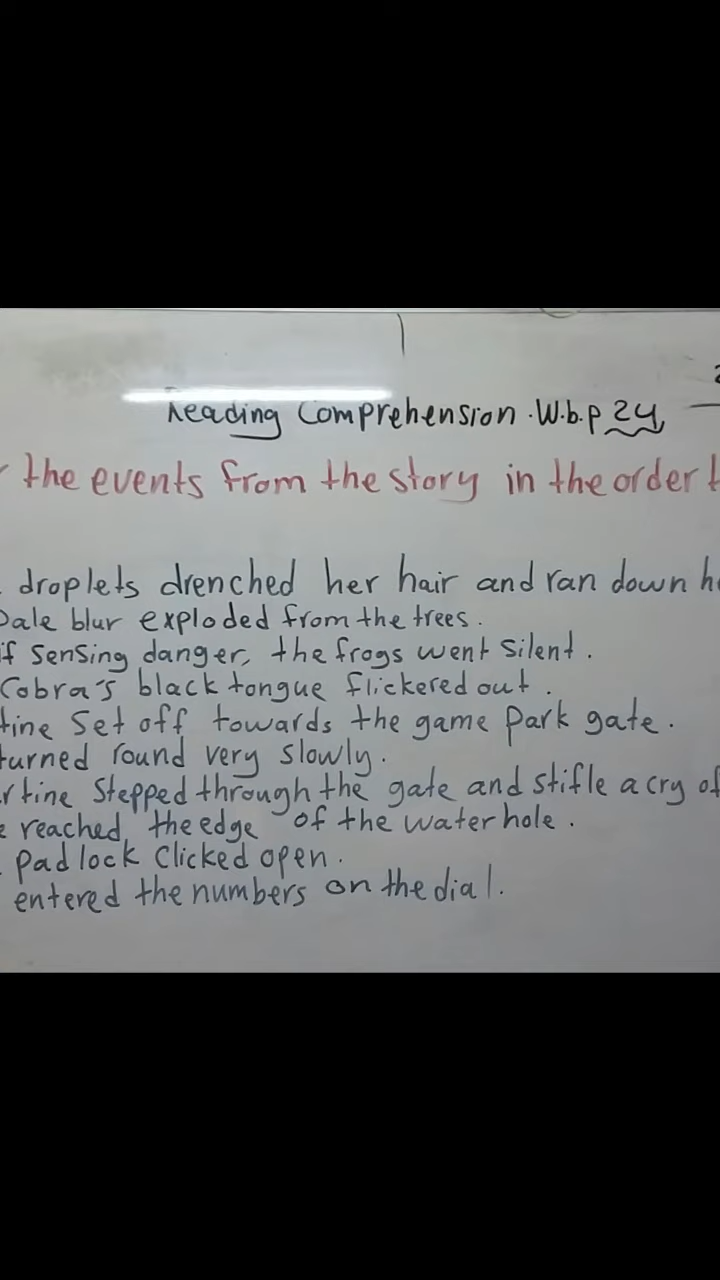 Reading Comprehension. W.b.p 24
the events from the story in the order t
droplets drenched her hair and ran down h
Pale blur exploded from the trees.
if Sensing danger, the frogs went silent.
Cobra's black tongue flickered out.
tine Set off towards the game Park gate.
turned round very slowly.
rtine Stepped through the gate and stifle a cry of
e reached, the edge of the water hole.
Padlock Clicked open.
entered the numbers on the dial.